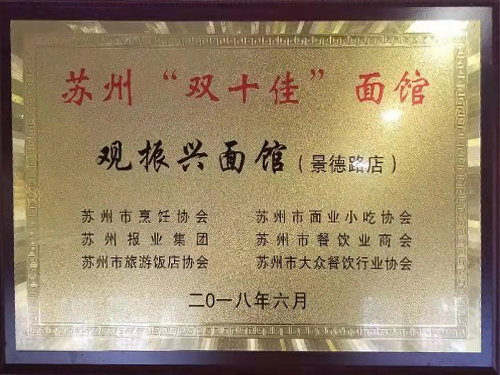 苏州“双十佳”面馆
观振兴面馆（景德路店）
苏州市烹饪协会 苏州市面业小吃协会
苏州报业集团 苏州市餐饮业商会
苏州市旅游饭店协会 苏州市大众餐饮行业协会
二〇一八年六月